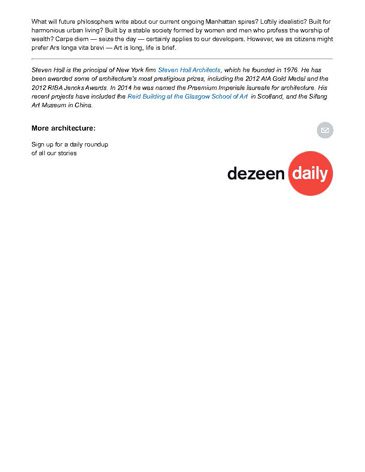 What will future philosophers write about our current ongoing Manhattan spires? Loftily idealistic? Built for
harmonious urban living? Built by a stable society formed by women and men who profess the worship of
wealth? Carpe diem — seize the day — certainly applies to our developers. However, we as citizens might
prefer Ars longa vita brevi — Art is long, life is brief.
Steven Holl is the principal of New York firm Steven Holl Architects, which he founded in 1976. He has
been awarded some of architecture's most prestigious prizes, including the 2012 AIA Gold Medal and the
2012 RIBA Jencks Awards. In 2014 he was named the Praemium Imperiale laureate for architecture. His
recent projects have included the Reid Building at the Glasgow School of Art in Scotland, and the Sifang
Art Museum in China.
More architecture:
Sign up for a daily roundup
of all our stories
dezeen daily